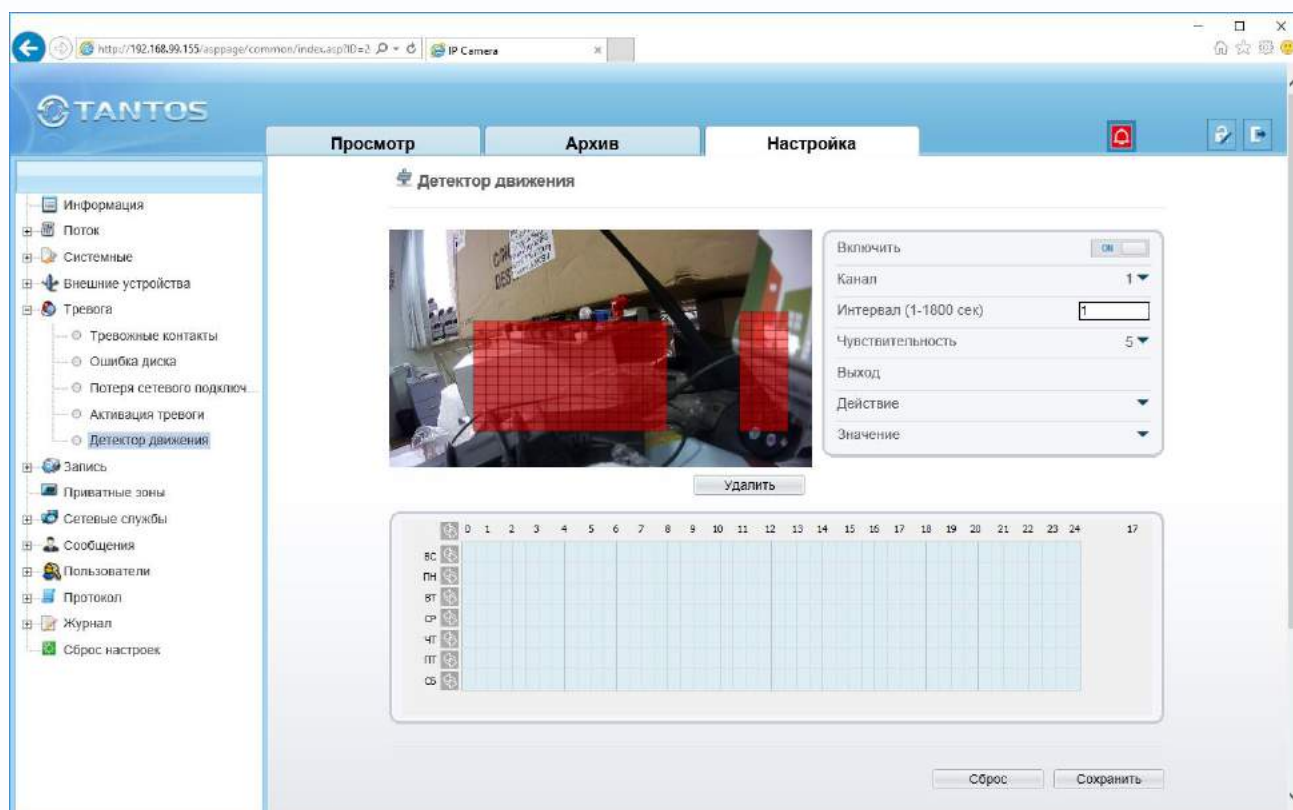 http://192.168.99.155/asppage/common/index.asp?ID=2
IP Camera
TANTOS
Просмотр
Архив
Настройка
Детектор движения
Информация
Поток
Системные
Внешние устройства
Тревога
Тревожные контакты
Ошибка диска
Потеря сетевого подключ...
Активация тревоги
Детектор движения
Запись
Приватные зоны
Сетевые службы
Сообщения
Пользователи
Протокол
Журнал
Сброс настроек
Включить ON
Канал 1
Интервал (1-1800 сек) 1
Чувствительность 5
Выход
Действие
Значение
Удалить
0 1 2 3 4 5 6 7 8 9 10 11 12 13 14 15 16 17 18 19 20 21 22 23 24 17
ВС
ПН
ВТ
СР
ЧТ
ПТ
СБ
Сброс
Сохранить